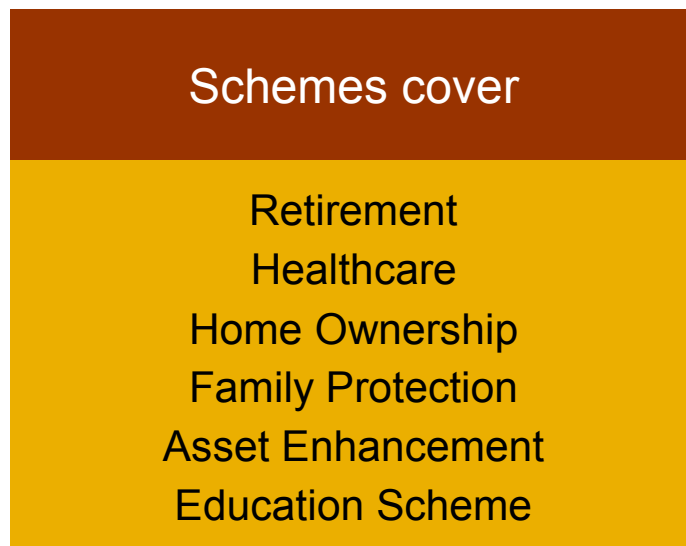 Schemes cover
Retirement
Healthcare
Home Ownership
Family Protection
Asset Enhancement
Education Scheme